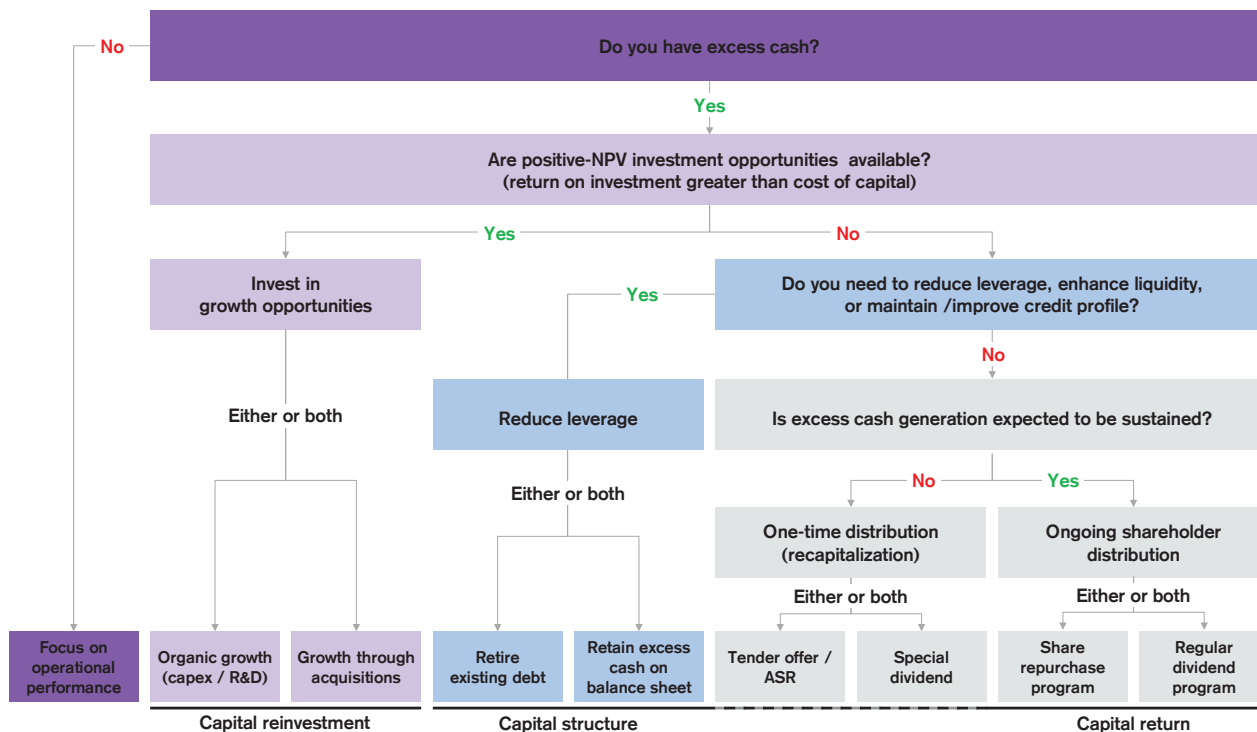 Do you have excess cash?
No
Yes
Are positive-NPV investment opportunities available?
(return on investment greater than cost of capital)
Yes
No
Invest in
growth opportunities
Yes
Do you need to reduce leverage, enhance liquidity,
or maintain /improve credit profile?
No
Either or both
Reduce leverage
Is excess cash generation expected to be sustained?
Either or both
No
Yes
One-time distribution
(recapitalization)
Ongoing shareholder
distribution
Either or both
Either or both
Focus on
operational
performance
Organic growth
(capex / R&D)
Growth through
acquisitions
Retire
existing debt
Retain excess
cash on
balance sheet
Tender offer /
ASR
Special
dividend
Share
repurchase
program
Regular
dividend
program
Capital reinvestment
Capital structure
Capital return